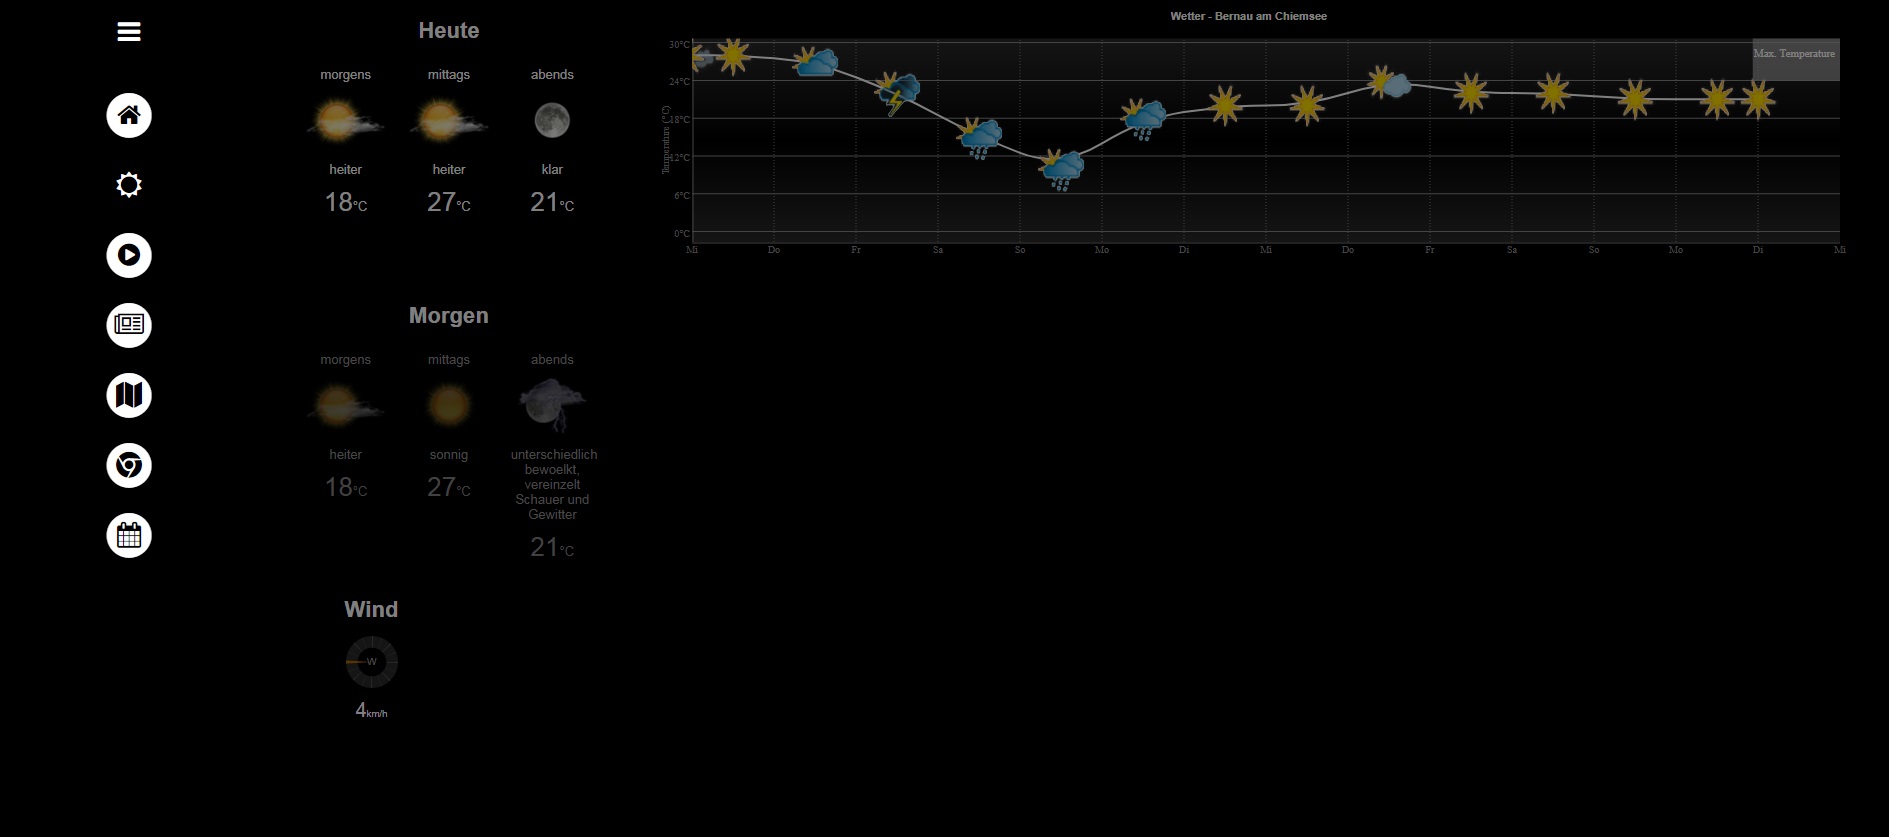 Heute
morgens mittags abends
heiter heiter klar
18°C 27°C 21°C
Morgen
morgens mittags abends
heiter sonnig unterschiedlich
bewoelkt,
vereinzelt
Schauer und
Gewitter
18°C 27°C 21°C
Wind
W
4km/h
Wetter - Bernau am Chiemsee
Max. Temperature
Temperature (°C)
30°C
24°C
18°C
12°C
6°C
0°C
Mi Do Fr Sa So Mo Di Mi Do Fr Sa So Mo Di Mi